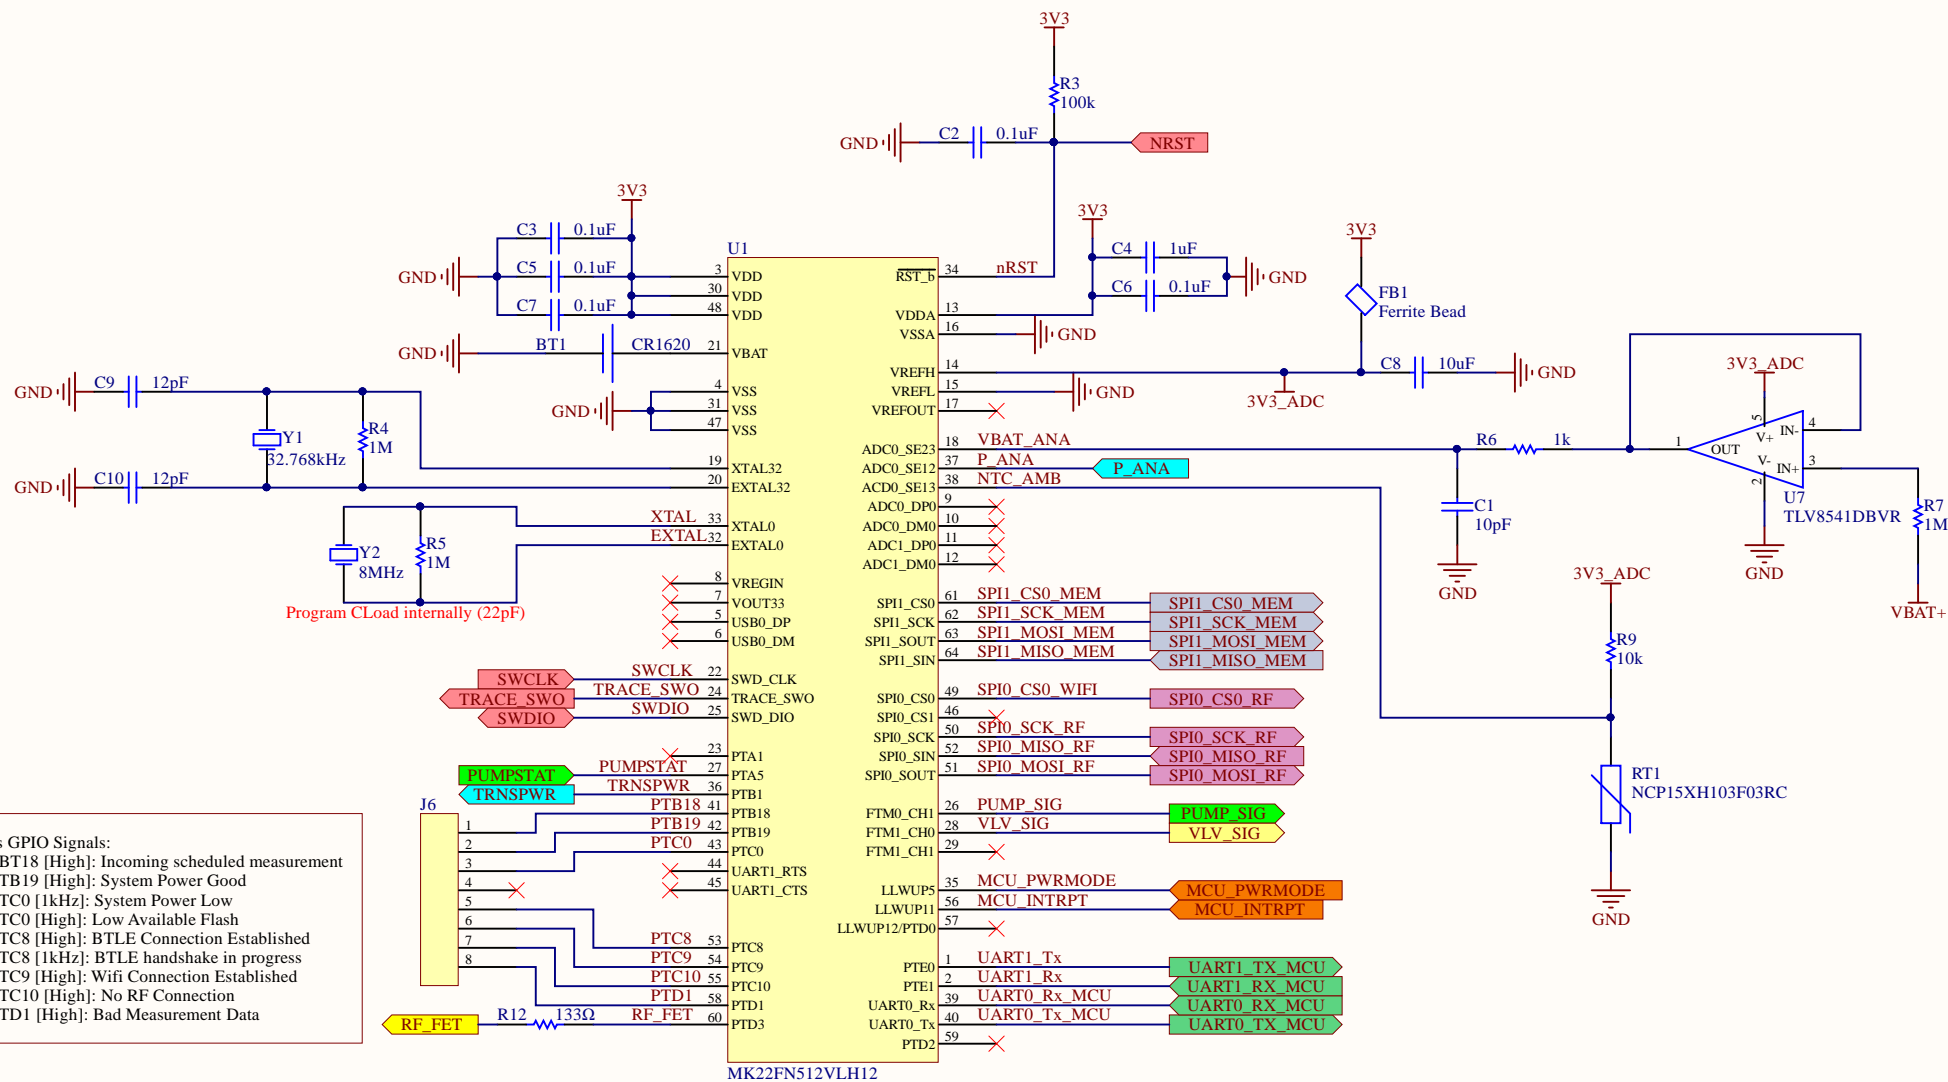 3V3
R3
100k
GND
C2
0.1uF
NRST
3V3
C3
0.1uF
GND
C5
0.1uF
C7
0.1uF
3V3
C4
1uF
GND
C6
0.1uF
3V3
FB1
Ferrite Bead
GND
BT1
CR1620
GND
C8
10uF
GND
3V3_ADC
GND
GND
GND
C9
12pF
Y1
32.768kHz
R4
1M
GND
C10
12pF
Y2
8MHz
R5
1M
Program CLoad internally (22pF)
XTAL
EXTAL
SWCLK
SWCLK
TRACE_SWO
TRACE_SWO
SWDIO
SWDIO
PUMPSTAT
PUMPSTAT
TRNSPWR
TRNSPWR
J6
1
2
3
4
5
6
7
8
PTB18
PTB19
PTC0
PTC8
PTC9
PTC10
PTD1
RF_FET
R12
133Ω
RF_FET
s GPIO Signals:
BT18 [High]: Incoming scheduled measurement
TB19 [High]: System Power Good
TC0 [1kHz]: System Power Low
TC0 [High]: Low Available Flash
TC8 [High]: BTLE Connection Established
TC8 [1kHz]: BTLE handshake in progress
TC9 [High]: Wifi Connection Established
TC10 [High]: No RF Connection
TD1 [High]: Bad Measurement Data
U1
3 VDD
30 VDD
48 VDD
21 VBAT
4 VSS
31 VSS
47 VSS
19 XTAL32
20 EXTAL32
33 XTAL0
32 EXTAL0
8 VREGIN
7 VOUT33
5 USB0_DP
6 USB0_DM
22 SWD_CLK
24 TRACE_SWO
25 SWD_DIO
23 PTA1
27 PTA5
36 PTB1
41 PTB18
42 PTB19
43 PTC0
44 UART1_RTS
45 UART1_CTS
53 PTC8
54 PTC9
55 PTC10
58 PTD1
60 PTD3
RST_b 34 nRST
VDDA 13
VSSA 16
VREFH 14
VREFL 15
VREFOUT 17
ADC0_SE23 18 VBAT_ANA
ADC0_SE12 37 P_ANA P_ANA
ACD0_SE13 38 NTC_AMB
ADC0_DP0 9
ADC0_DM0 10
ADC1_DP0 11
ADC1_DM0 12
SPI1_CS0 61 SPI1_CS0_MEM SPI1_CS0_MEM
SPI1_SCK 62 SPI1_SCK_MEM SPI1_SCK_MEM
SPI1_SOUT 63 SPI1_MOSI_MEM SPI1_MOSI_MEM
SPI1_SIN 64 SPI1_MISO_MEM SPI1_MISO_MEM
SPI0_CS0 49 SPI0_CS0_WIFI SPI0_CS0_RF
SPI0_CS1 46
SPI0_SCK 50 SPI0_SCK_RF SPI0_SCK_RF
SPI0_SIN 52 SPI0_MISO_RF SPI0_MISO_RF
SPI0_SOUT 51 SPI0_MOSI_RF SPI0_MOSI_RF
FTM0_CH1 26 PUMP_SIG PUMP_SIG
FTM1_CH0 28 VLV_SIG VLV_SIG
FTM1_CH1 29
LLWUP5 35 MCU_PWRMODE MCU_PWRMODE
LLWUP11 56 MCU_INTRPT MCU_INTRPT
LLWUP12/PTD0 57
PTE0 1 UART1_Tx UART1_TX_MCU
PTE1 2 UART1_Rx UART1_RX_MCU
UART0_Rx 39 UART0_Rx_MCU UART0_RX_MCU
UART0_Tx 40 UART0_Tx_MCU UART0_TX_MCU
PTD2 59
MK22FN512VLH12
R6
1k
C1
10pF
GND
3V3_ADC
1
OUT
5
V+
V-
2
IN-
4
IN+
3
U7
TLV8541DBVR
GND
R7
1M
VBAT+
3V3_ADC
R9
10k
RT1
NCP15XH103F03RC
GND